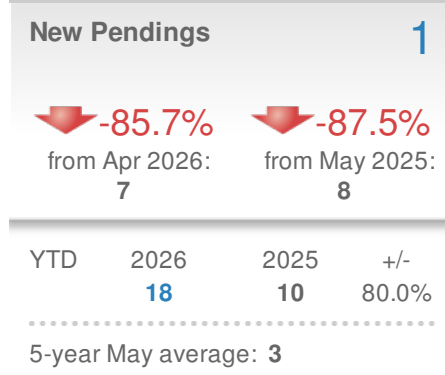 New Pendings 1
-85.7% -87.5%
from Apr 2026: from May 2025:
7 8
YTD 2026 2025 +/-
18 10 80.0%
5-year May average: 3